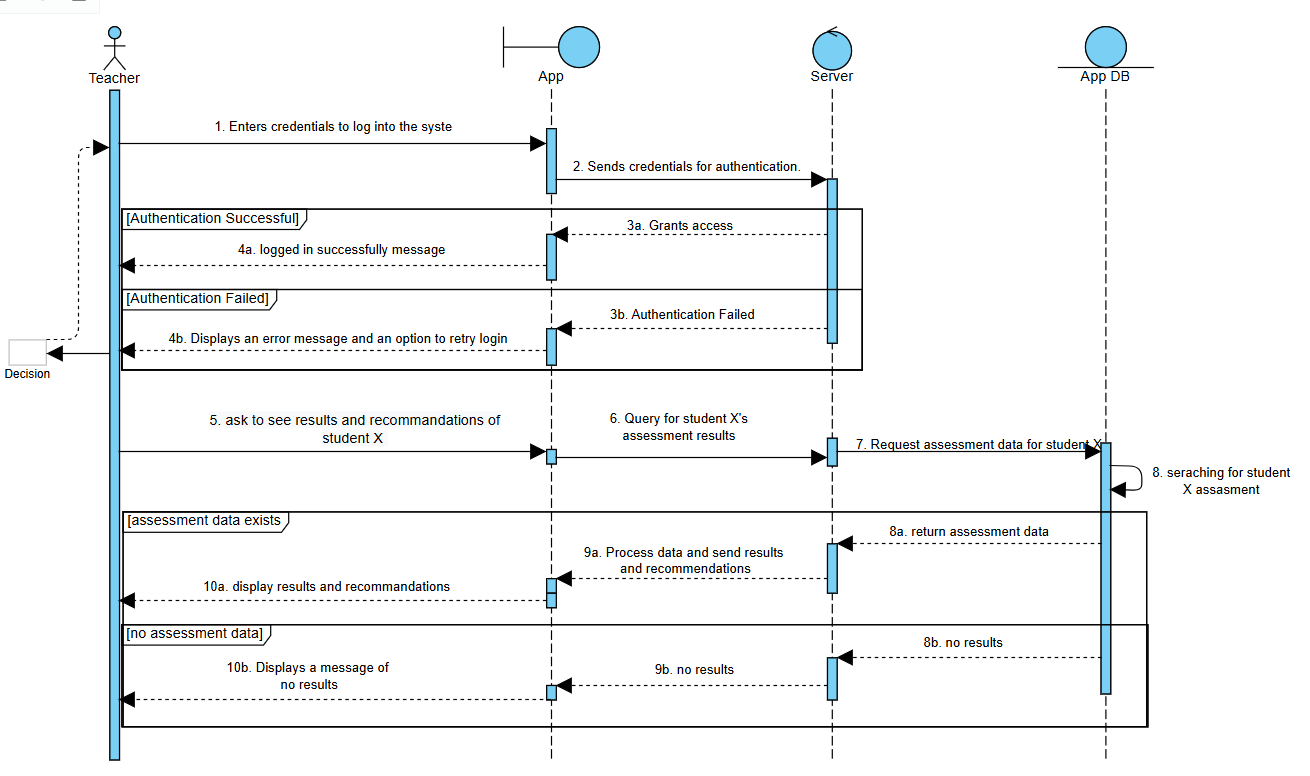 Teacher
App
Server
App DB
1. Enters credentials to log into the syste
2. Sends credentials for authentication.
[Authentication Successful]
3a. Grants access
4a. logged in successfully message
[Authentication Failed]
3b. Authentication Failed
4b. Displays an error message and an option to retry login
Decision
5. ask to see results and recommandations of
student X
6. Query for student X's
assessment results
7. Request assessment data for student X
8. seraching for student
X assasment
[assessment data exists
8a. return assessment data
9a. Process data and send results
and recommendations
10a. display results and recommandations
[no assessment data]
8b. no results
9b. no results
10b. Displays a message of
no results